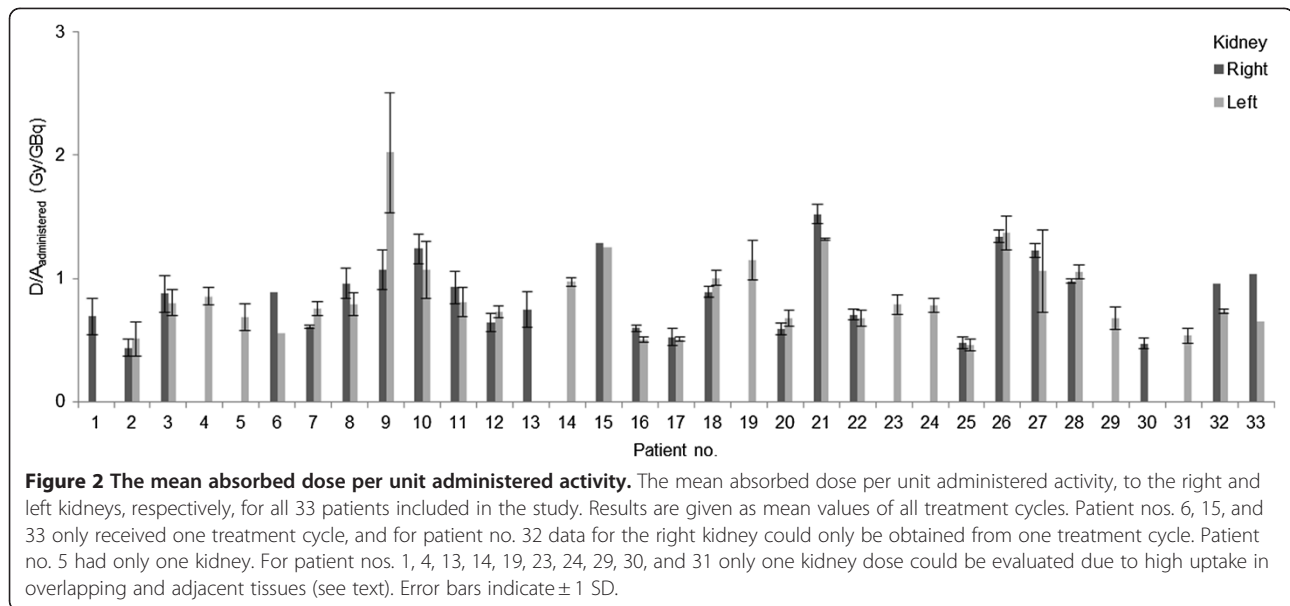 3
2
1
0
D/A administered (Gy/GBq)
Kidney
Right
Left
1 2 3 4 5 6 7 8 9 10 11 12 13 14 15 16 17 18 19 20 21 22 23 24 25 26 27 28 29 30 31 32 33
Patient no.
Figure 2 The mean absorbed dose per unit administered activity. The mean absorbed dose per unit administered activity, to the right and
left kidneys, respectively, for all 33 patients included in the study. Results are given as mean values of all treatment cycles. Patient nos. 6, 15, and
33 only received one treatment cycle, and for patient no. 32 data for the right kidney could only be obtained from one treatment cycle. Patient
no. 5 had only one kidney. For patient nos. 1, 4, 13, 14, 19, 23, 24, 29, 30, and 31 only one kidney dose could be evaluated due to high uptake in
overlapping and adjacent tissues (see text). Error bars indicate ± 1 SD.